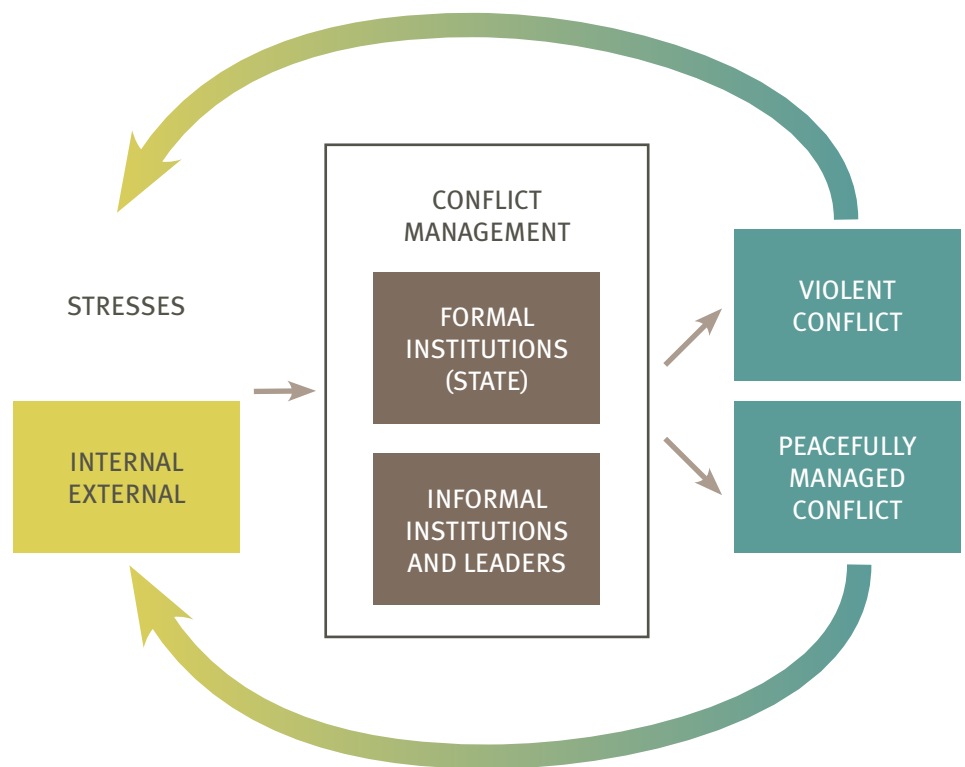 STRESSES
INTERNAL
EXTERNAL
CONFLICT
MANAGEMENT
FORMAL
INSTITUTIONS
(STATE)
INFORMAL
INSTITUTIONS
AND LEADERS
VIOLENT
CONFLICT
PEACEFULLY
MANAGED
CONFLICT